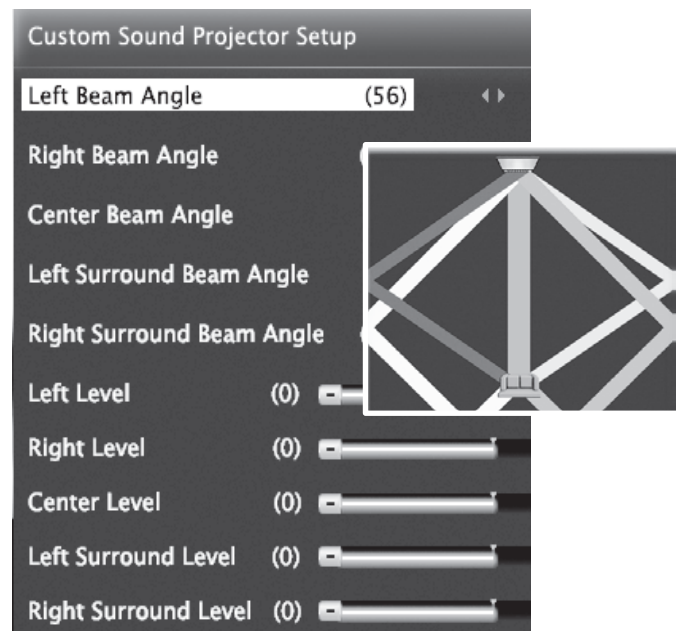 Custom Sound Projector Setup
Left Beam Angle (56)
Right Beam Angle
Center Beam Angle
Left Surround Beam Angle
Right Surround Beam Angle
Left Level (0)
Right Level (0)
Center Level (0)
Left Surround Level (0)
Right Surround Level (0)